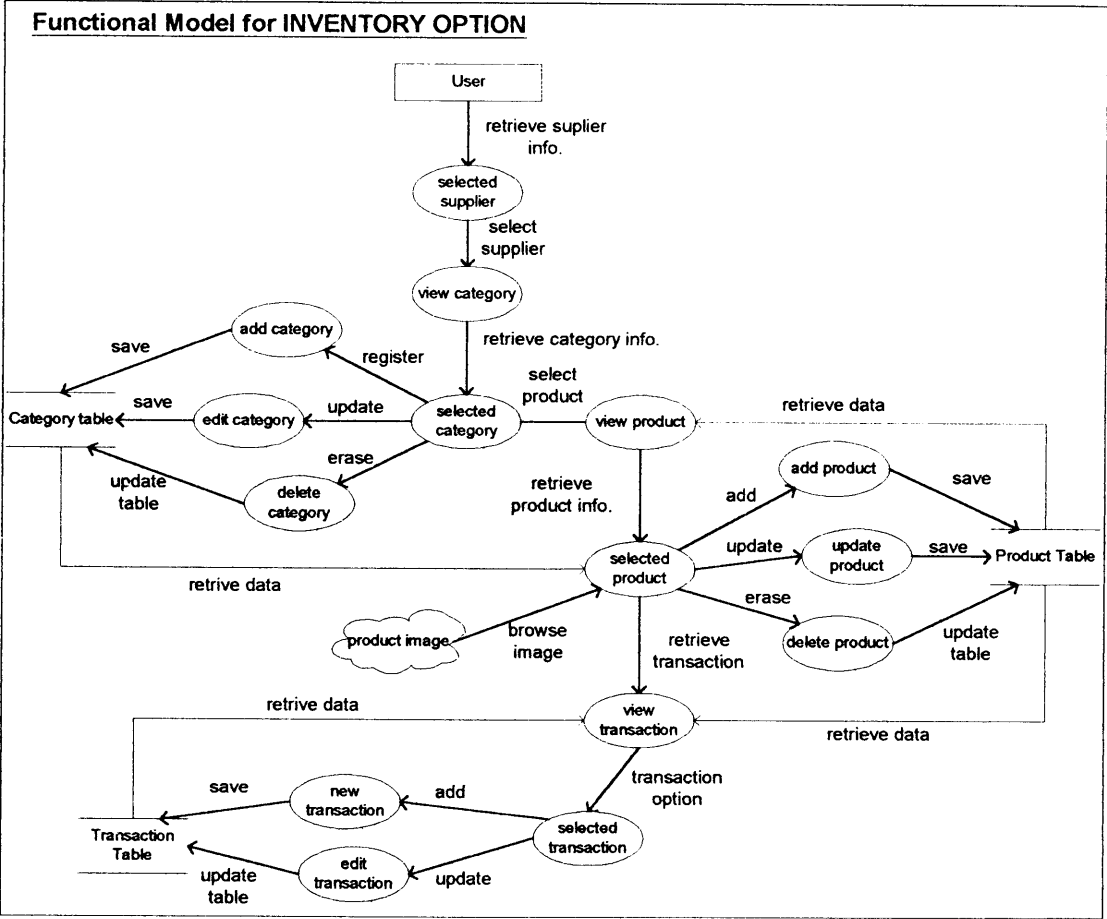 Functional Model for INVENTORY OPTION
User
retrieve suplier
info.
selected
supplier
select
supplier
view category
add category
save
register
retrieve category info.
select
product
Category table
save
edit category
update
selected
category
view product
retrieve data
erase
update
table
delete
category
retrieve
product info.
add product
add
save
selected
product
update
update
product
save
Product Table
retrive data
erase
product image
browse
image
retrieve
transaction
delete product
update
table
retrive data
view
transaction
retrieve data
transaction
option
save
new
transaction
add
Transaction
Table
selected
transaction
update
table
edit
transaction
update